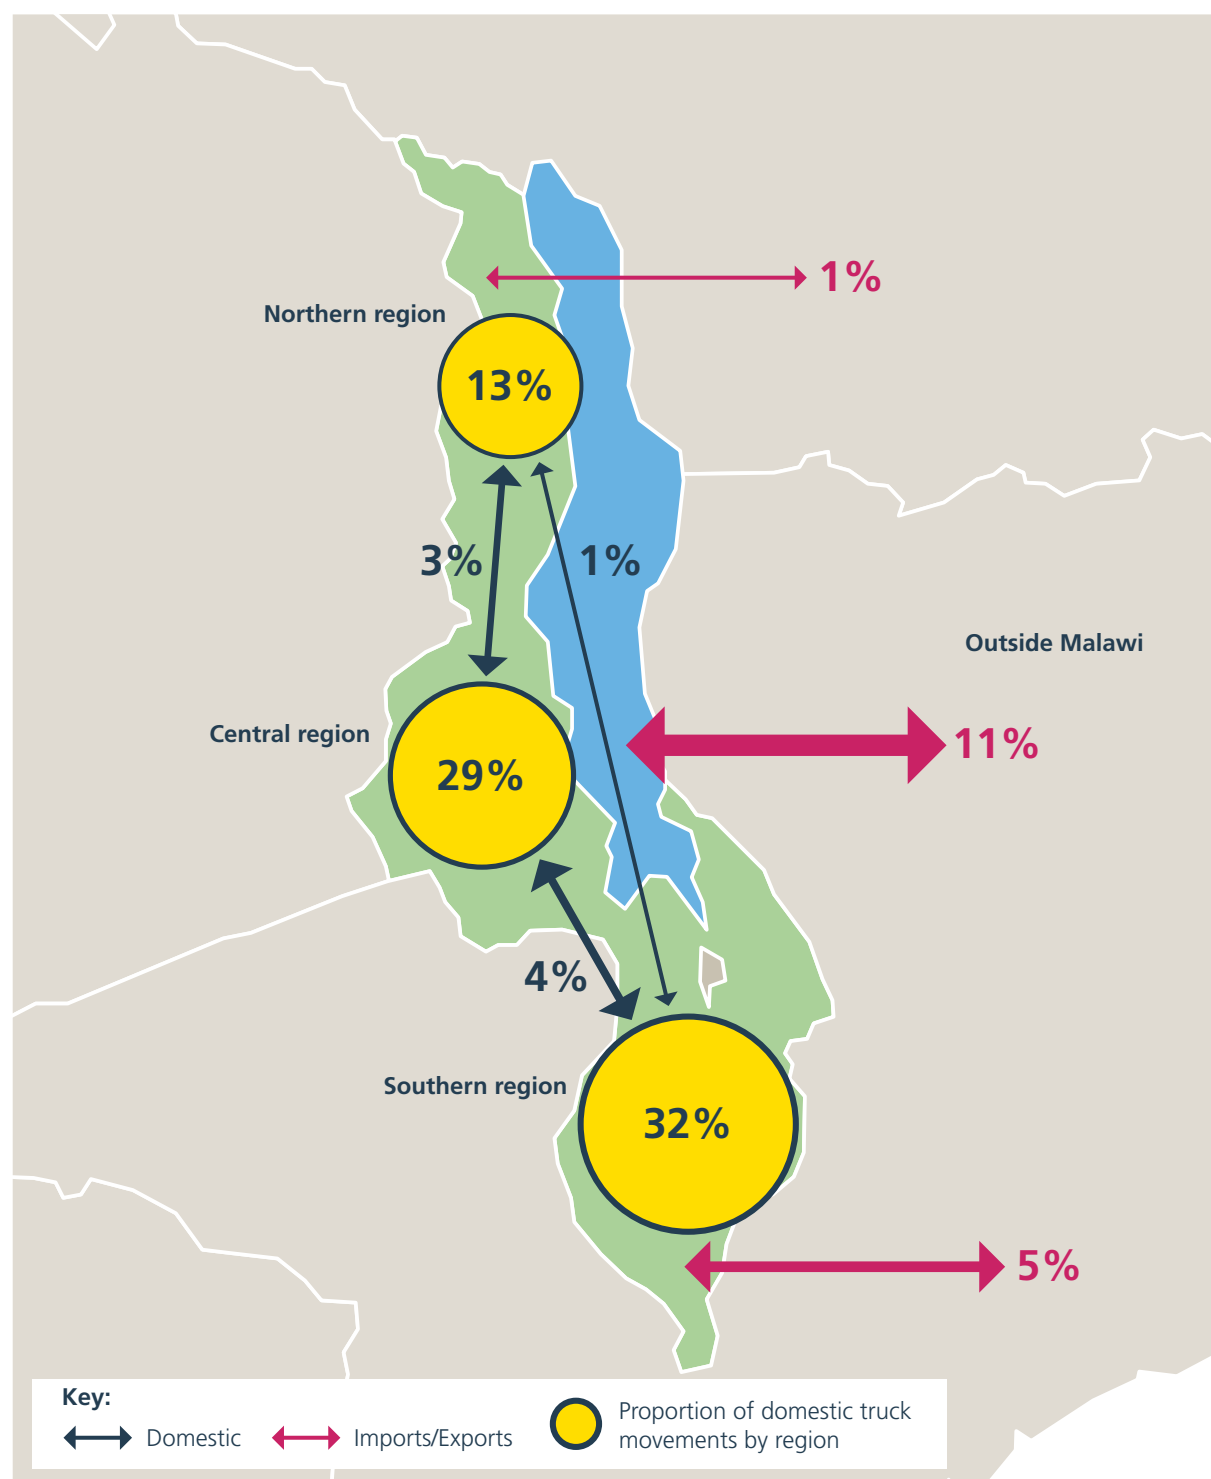 1%
Northern region
13%
3%
1%
Outside Malawi
Central region
11%
29%
4%
Southern region
32%
5%
Key:
Domestic
Imports/Exports
Proportion of domestic truck
movements by region